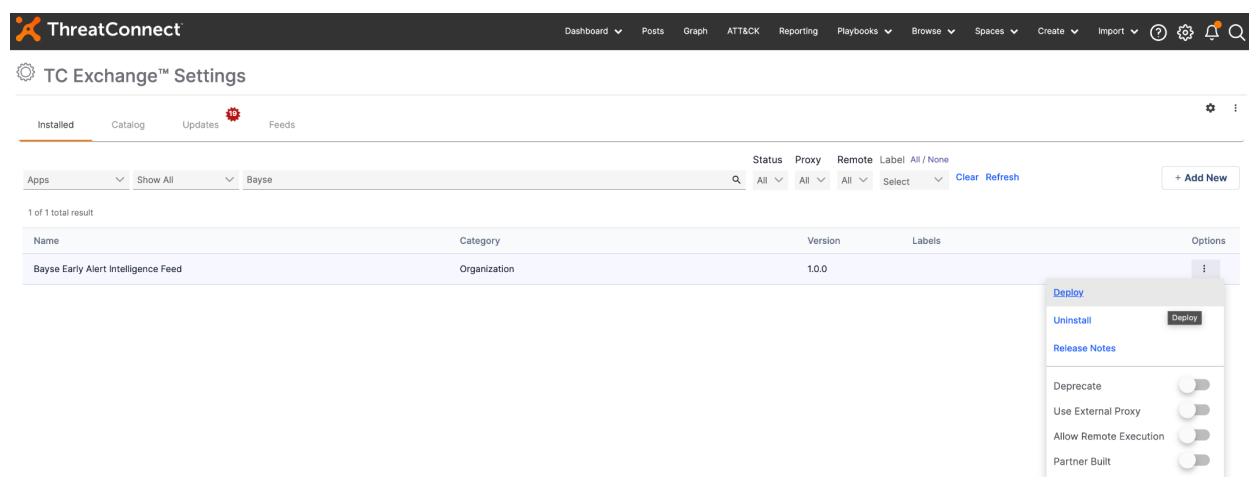 ThreatConnect
Dashboard Posts Graph ATT&CK Reporting Playbooks Browse Spaces Create Import
TC Exchange™ Settings
Installed Catalog Updates 19 Feeds
Status Proxy Remote Label All / None
Apps Show All Bayse All All All Select Clear Refresh + Add New
1 of 1 total result
Name Category Version Labels Options
Bayse Early Alert Intelligence Feed Organization 1.0.0
Deploy
Uninstall Deploy
Release Notes
Deprecate
Use External Proxy
Allow Remote Execution
Partner Built